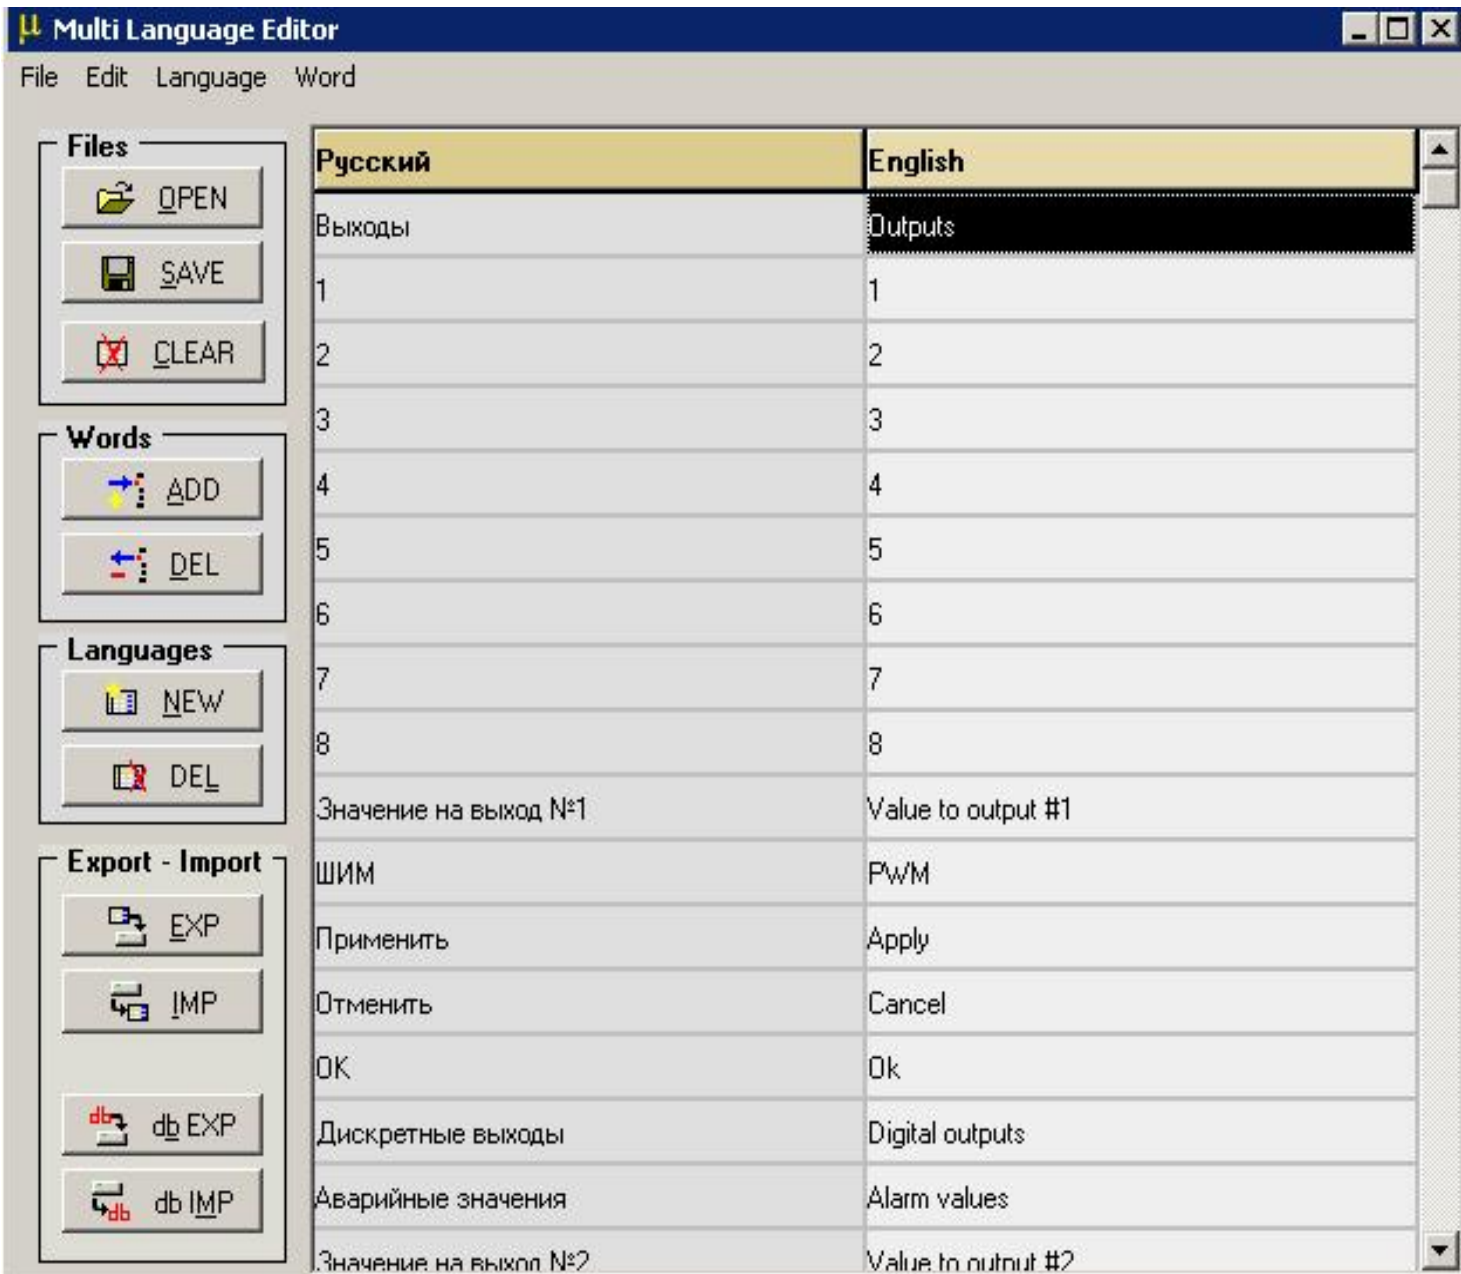 µ Multi Language Editor
File Edit Language Word
Files
OPEN
SAVE
CLEAR
Words
ADD
DEL
Languages
NEW
DEL
Export - Import
EXP
IMP
db EXP
db IMP
Русский English
Выходы Outputs
1 1
2 2
3 3
4 4
5 5
6 6
7 7
8 8
Значение на выход №1 Value to output #1
ШИМ PWM
Применить Apply
Отменить Cancel
ОК Ok
Дискретные выходы Digital outputs
Аварийные значения Alarm values
Значение на выход №2 Value to output #2